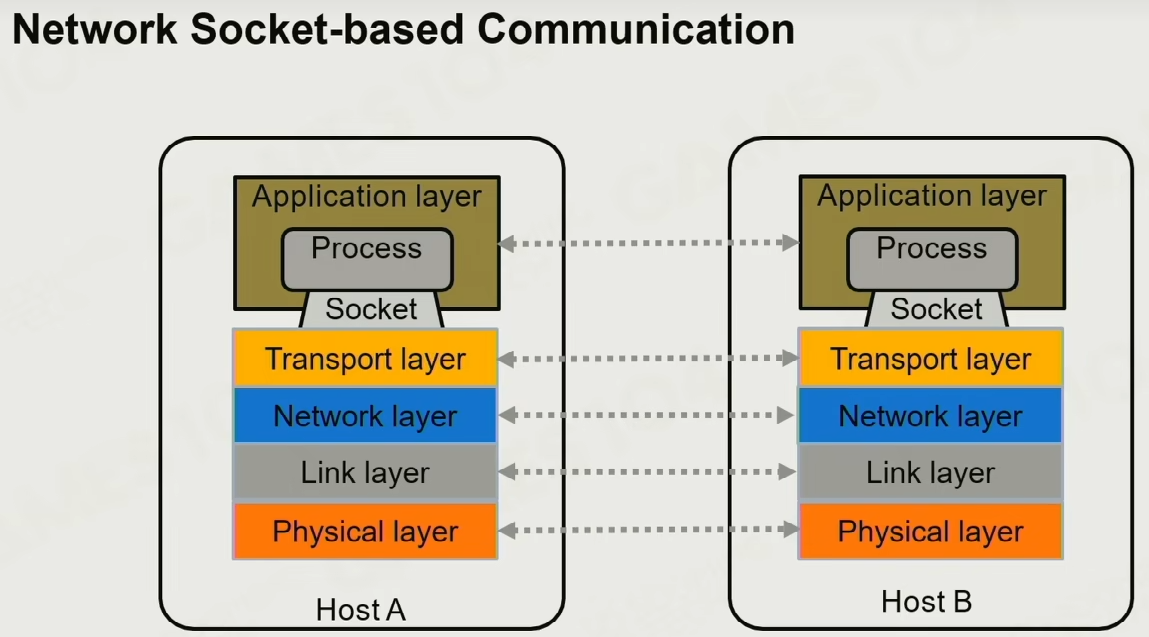 Network Socket-based Communication
Application layer
Process
Socket
Transport layer
Network layer
Link layer
Physical layer
Host A
Application layer
Process
Socket
Transport layer
Network layer
Link layer
Physical layer
Host B